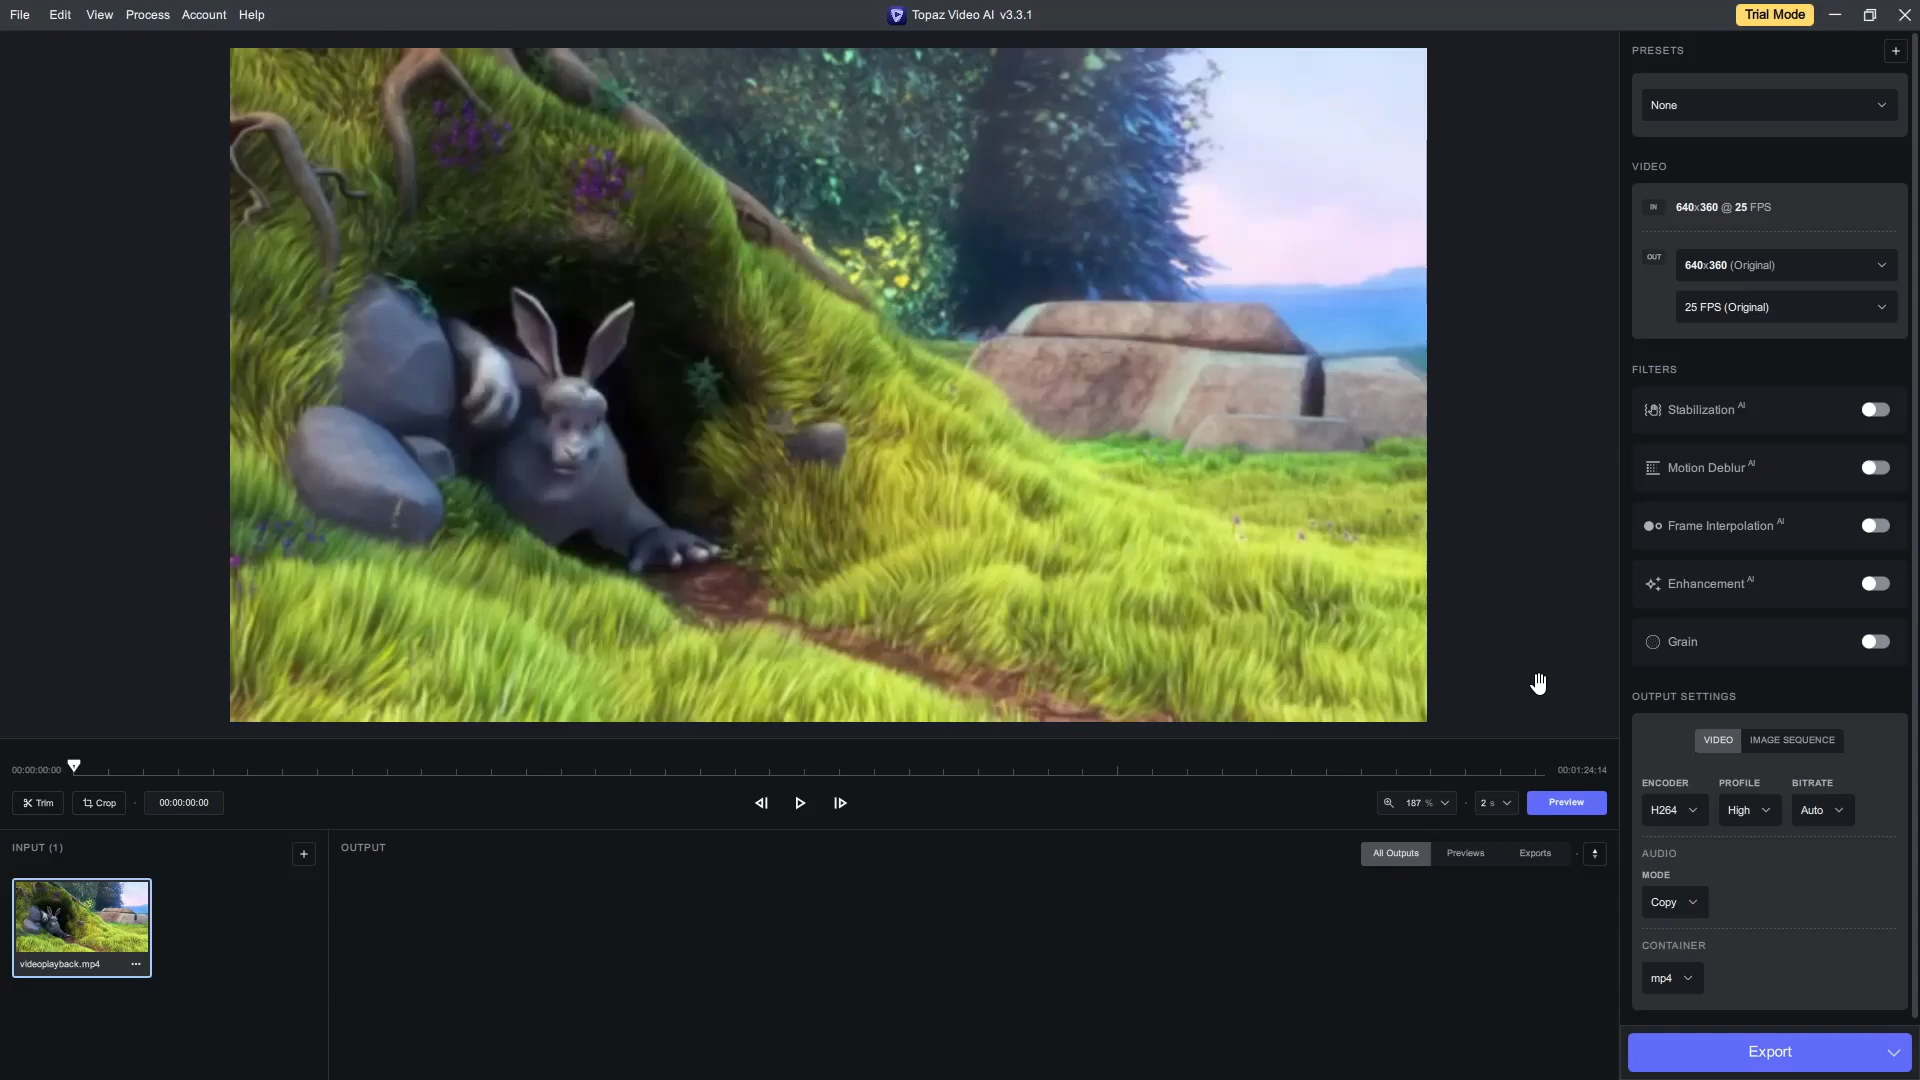 File Edit View Process Account Help
Topaz Video AI v3.3.1
Trial Mode
PRESETS
None
VIDEO
IN 640x360 @ 25 FPS
OUT 640x360 (Original)
25 FPS (Original)
FILTERS
Stabilization AI
Motion Deblur AI
Frame Interpolation AI
Enhancement AI
Grain
OUTPUT SETTINGS
VIDEO IMAGE SEQUENCE
ENCODER PROFILE BITRATE
H264 High Auto
AUDIO
MODE
Copy
CONTAINER
mp4
Export
00:00:00:00
00:01:24:14
Trim Crop 00:00:00:00
187 % 2 s Preview
INPUT (1)
videoplayback.mp4
OUTPUT
All Outputs Previews Exports